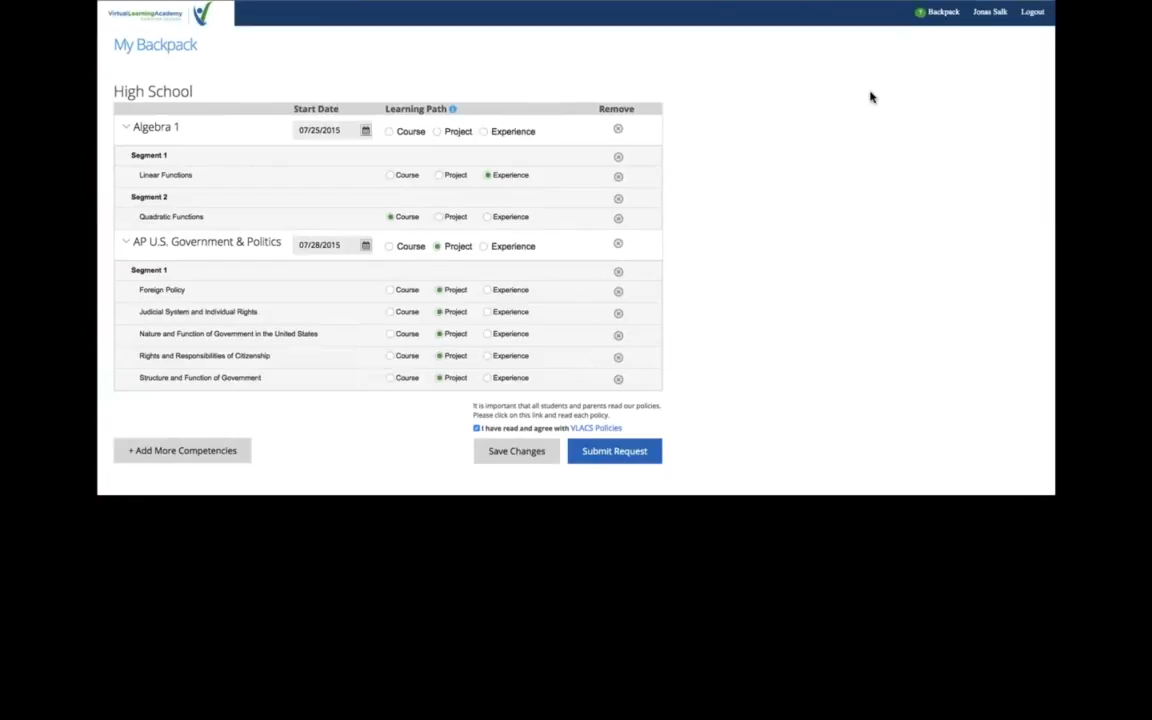 VirtualLearningAcademy
Backpack Jonas Salk Logout
My Backpack
High School
Start Date Learning Path Remove
Algebra 1 07/25/2015 Course Project Experience
Segment 1
Linear Functions Course Project Experience
Segment 2
Quadratic Functions Course Project Experience
AP U.S. Government & Politics 07/28/2015 Course Project Experience
Segment 1
Foreign Policy Course Project Experience
Judicial System and Individual Rights Course Project Experience
Nature and Function of Government in the United States Course Project Experience
Rights and Responsibilities of Citizenship Course Project Experience
Structure and Function of Government Course Project Experience
It is important that all students and parents read our policies.
Please click on this link and read each policy.
I have read and agree with VLACS Policies
+ Add More Competencies Save Changes Submit Request